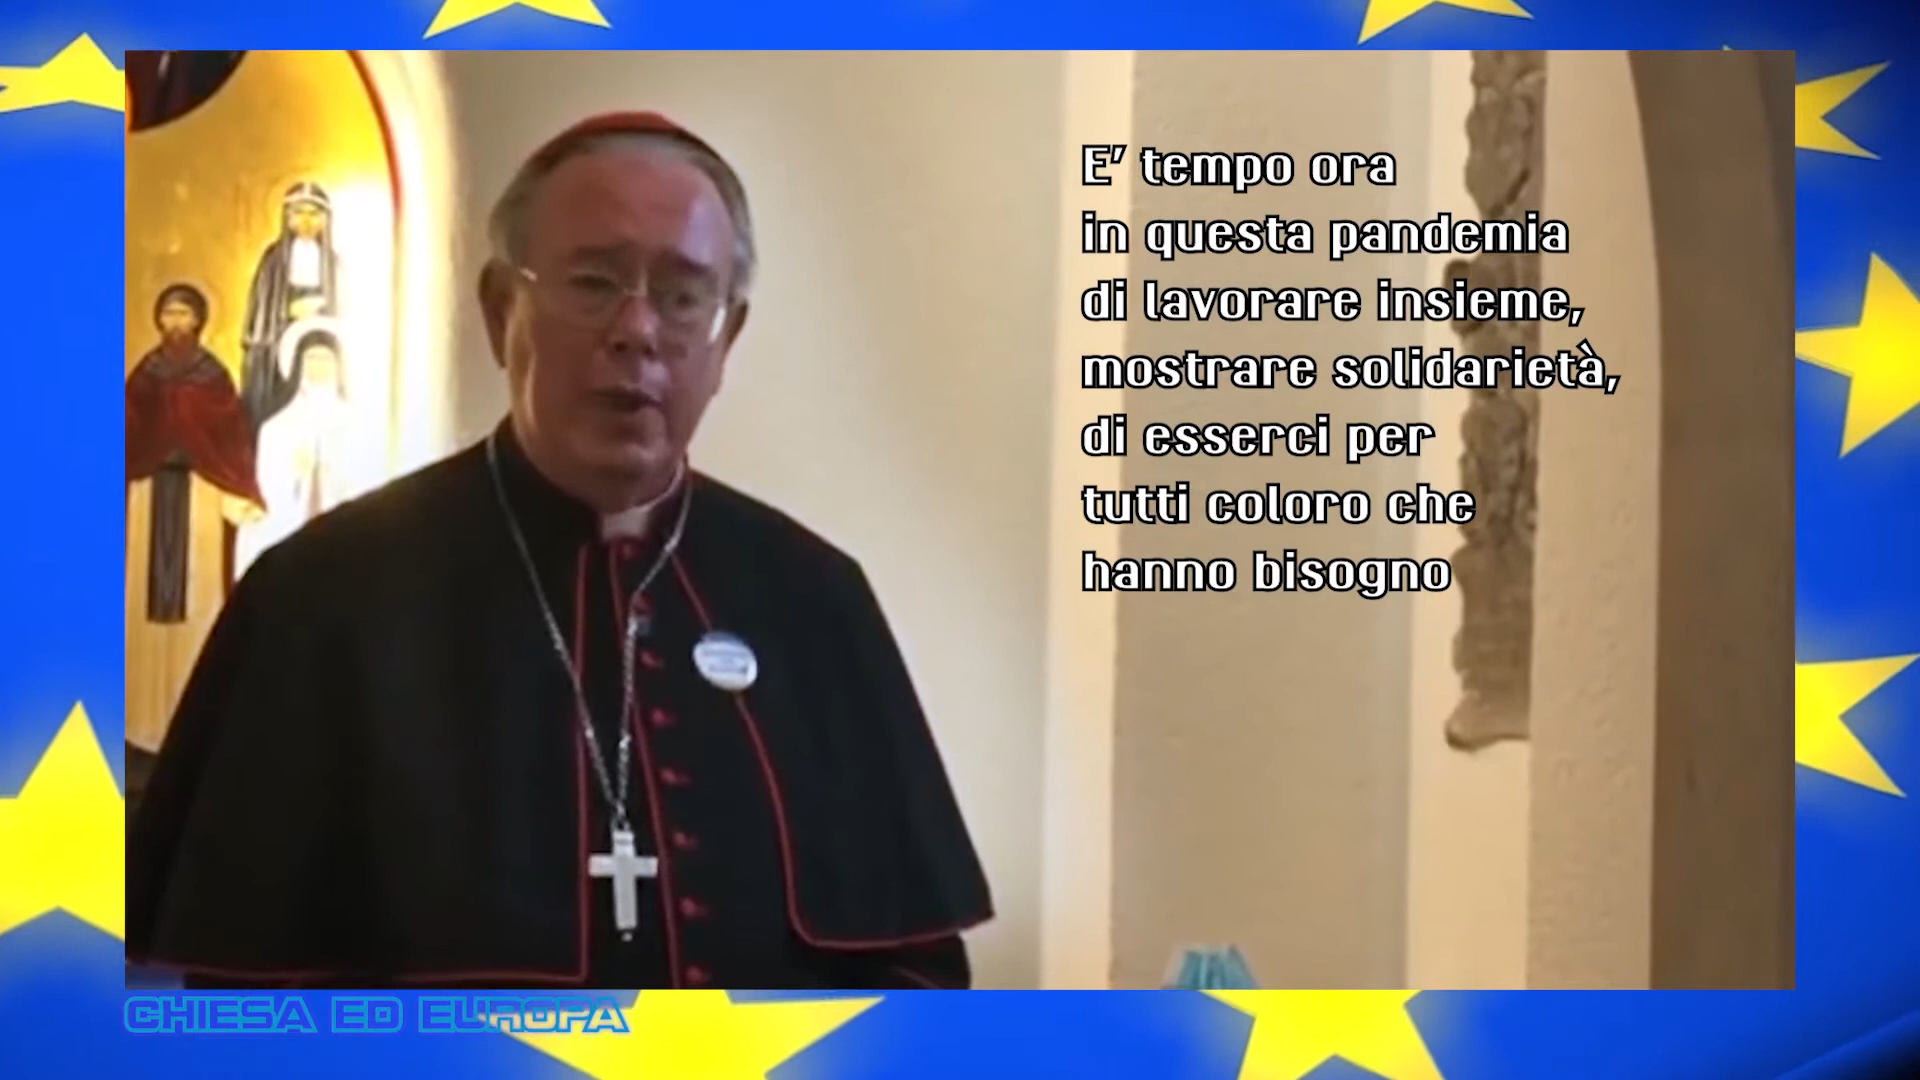 E' tempo ora
in questa pandemia
di lavorare insieme,
mostrare solidarietà,
di esserci per
tutti coloro che
hanno bisogno
CHIESA ED EUROPA